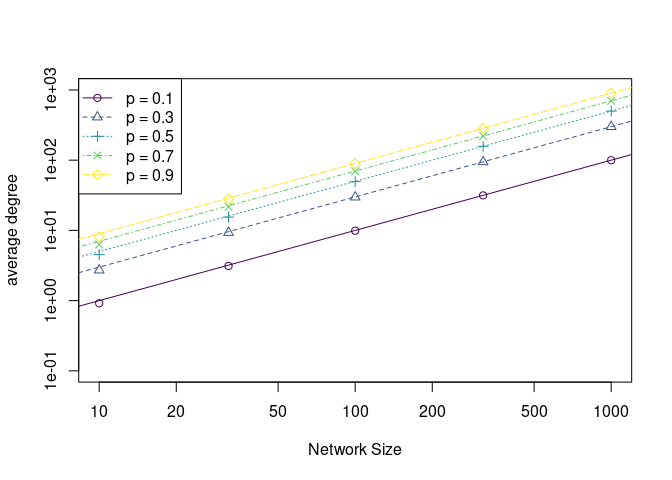 p = 0.1
p = 0.3
p = 0.5
p = 0.7
p = 0.9
1e+03
1e+02
1e+01
1e+00
1e-01
average degree
10 20 50 100 200 500 1000
Network Size